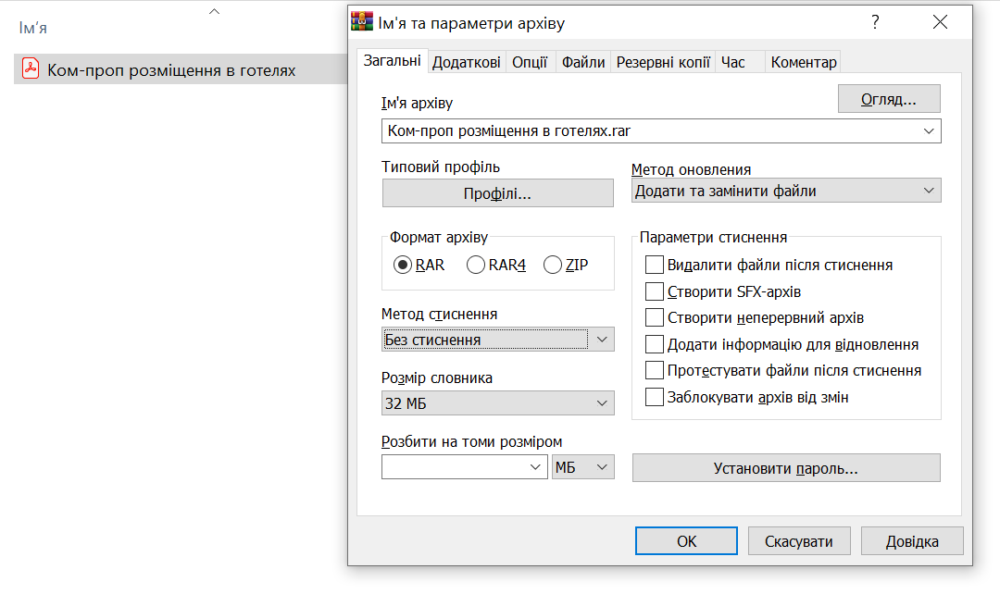 Ім'я
Ком-проп розміщення в готелях
Ім'я та параметри архіву
?
Загальні
Додаткові
Опції
Файли
Резервні копії
Час
Коментар
Ім'я архіву
Огляд...
Ком-проп розміщення в готелях.rar
Типовий профіль
Профілі...
Метод оновлення
Додати та замінити файли
Формат архіву
RAR
RAR4
ZIP
Метод стиснення
Без стиснення
Розмір словника
32 МБ
Розбити на томи розміром
МБ
Параметри стиснення
Видалити файли після стиснення
Створити SFX-архів
Створити неперервний архів
Додати інформацію для відновлення
Протестувати файли після стиснення
Заблокувати архів від змін
Установити пароль...
OK
Скасувати
Довідка